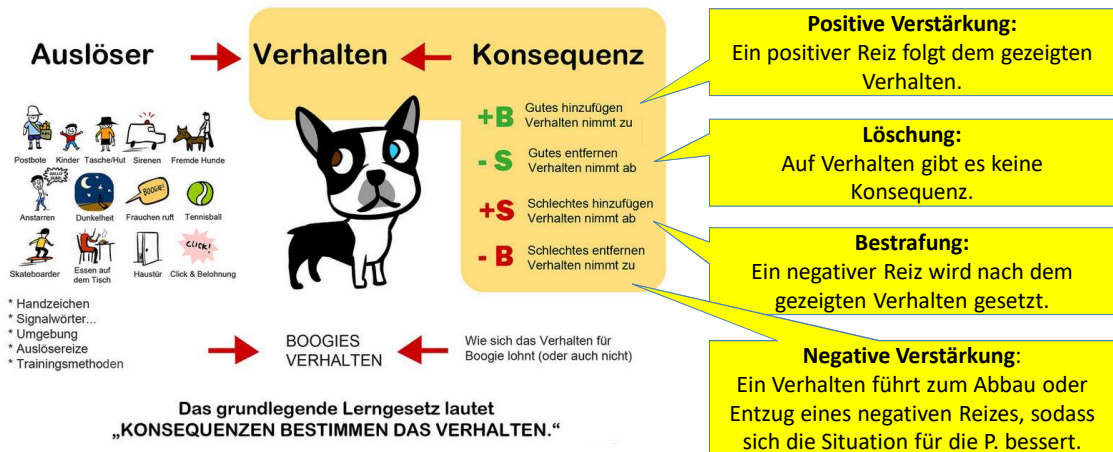 Auslöser
Verhalten
Konsequenz
Postbote
Kinder
Tasche/Hut
Sirenen
Fremde Hunde
HALLO HUND!
Anstarren
Dunkelheit
BOOGIE!
Frauchen ruft
Tennisball
Skateboarder
Essen auf
dem Tisch
Haustür
CLICK!
Click & Belohnung
* Handzeichen
* Signalwörter...
* Umgebung
* Auslösereize
* Trainingsmethoden
+B
Gutes hinzufügen
Verhalten nimmt zu
- S
Gutes entfernen
Verhalten nimmt ab
+S
Schlechtes hinzufügen
Verhalten nimmt ab
- B
Schlechtes entfernen
Verhalten nimmt zu
BOOGIES
VERHALTEN
Wie sich das Verhalten für
Boogie lohnt (oder auch nicht)
Das grundlegende Lerngesetz lautet
„KONSEQUENZEN BESTIMMEN DAS VERHALTEN.“
Positive Verstärkung:
Ein positiver Reiz folgt dem gezeigten
Verhalten.
Löschung:
Auf Verhalten gibt es keine
Konsequenz.
Bestrafung:
Ein negativer Reiz wird nach dem
gezeigten Verhalten gesetzt.
Negative Verstärkung:
Ein Verhalten führt zum Abbau oder
Entzug eines negativen Reizes, sodass
sich die Situation für die P. bessert.